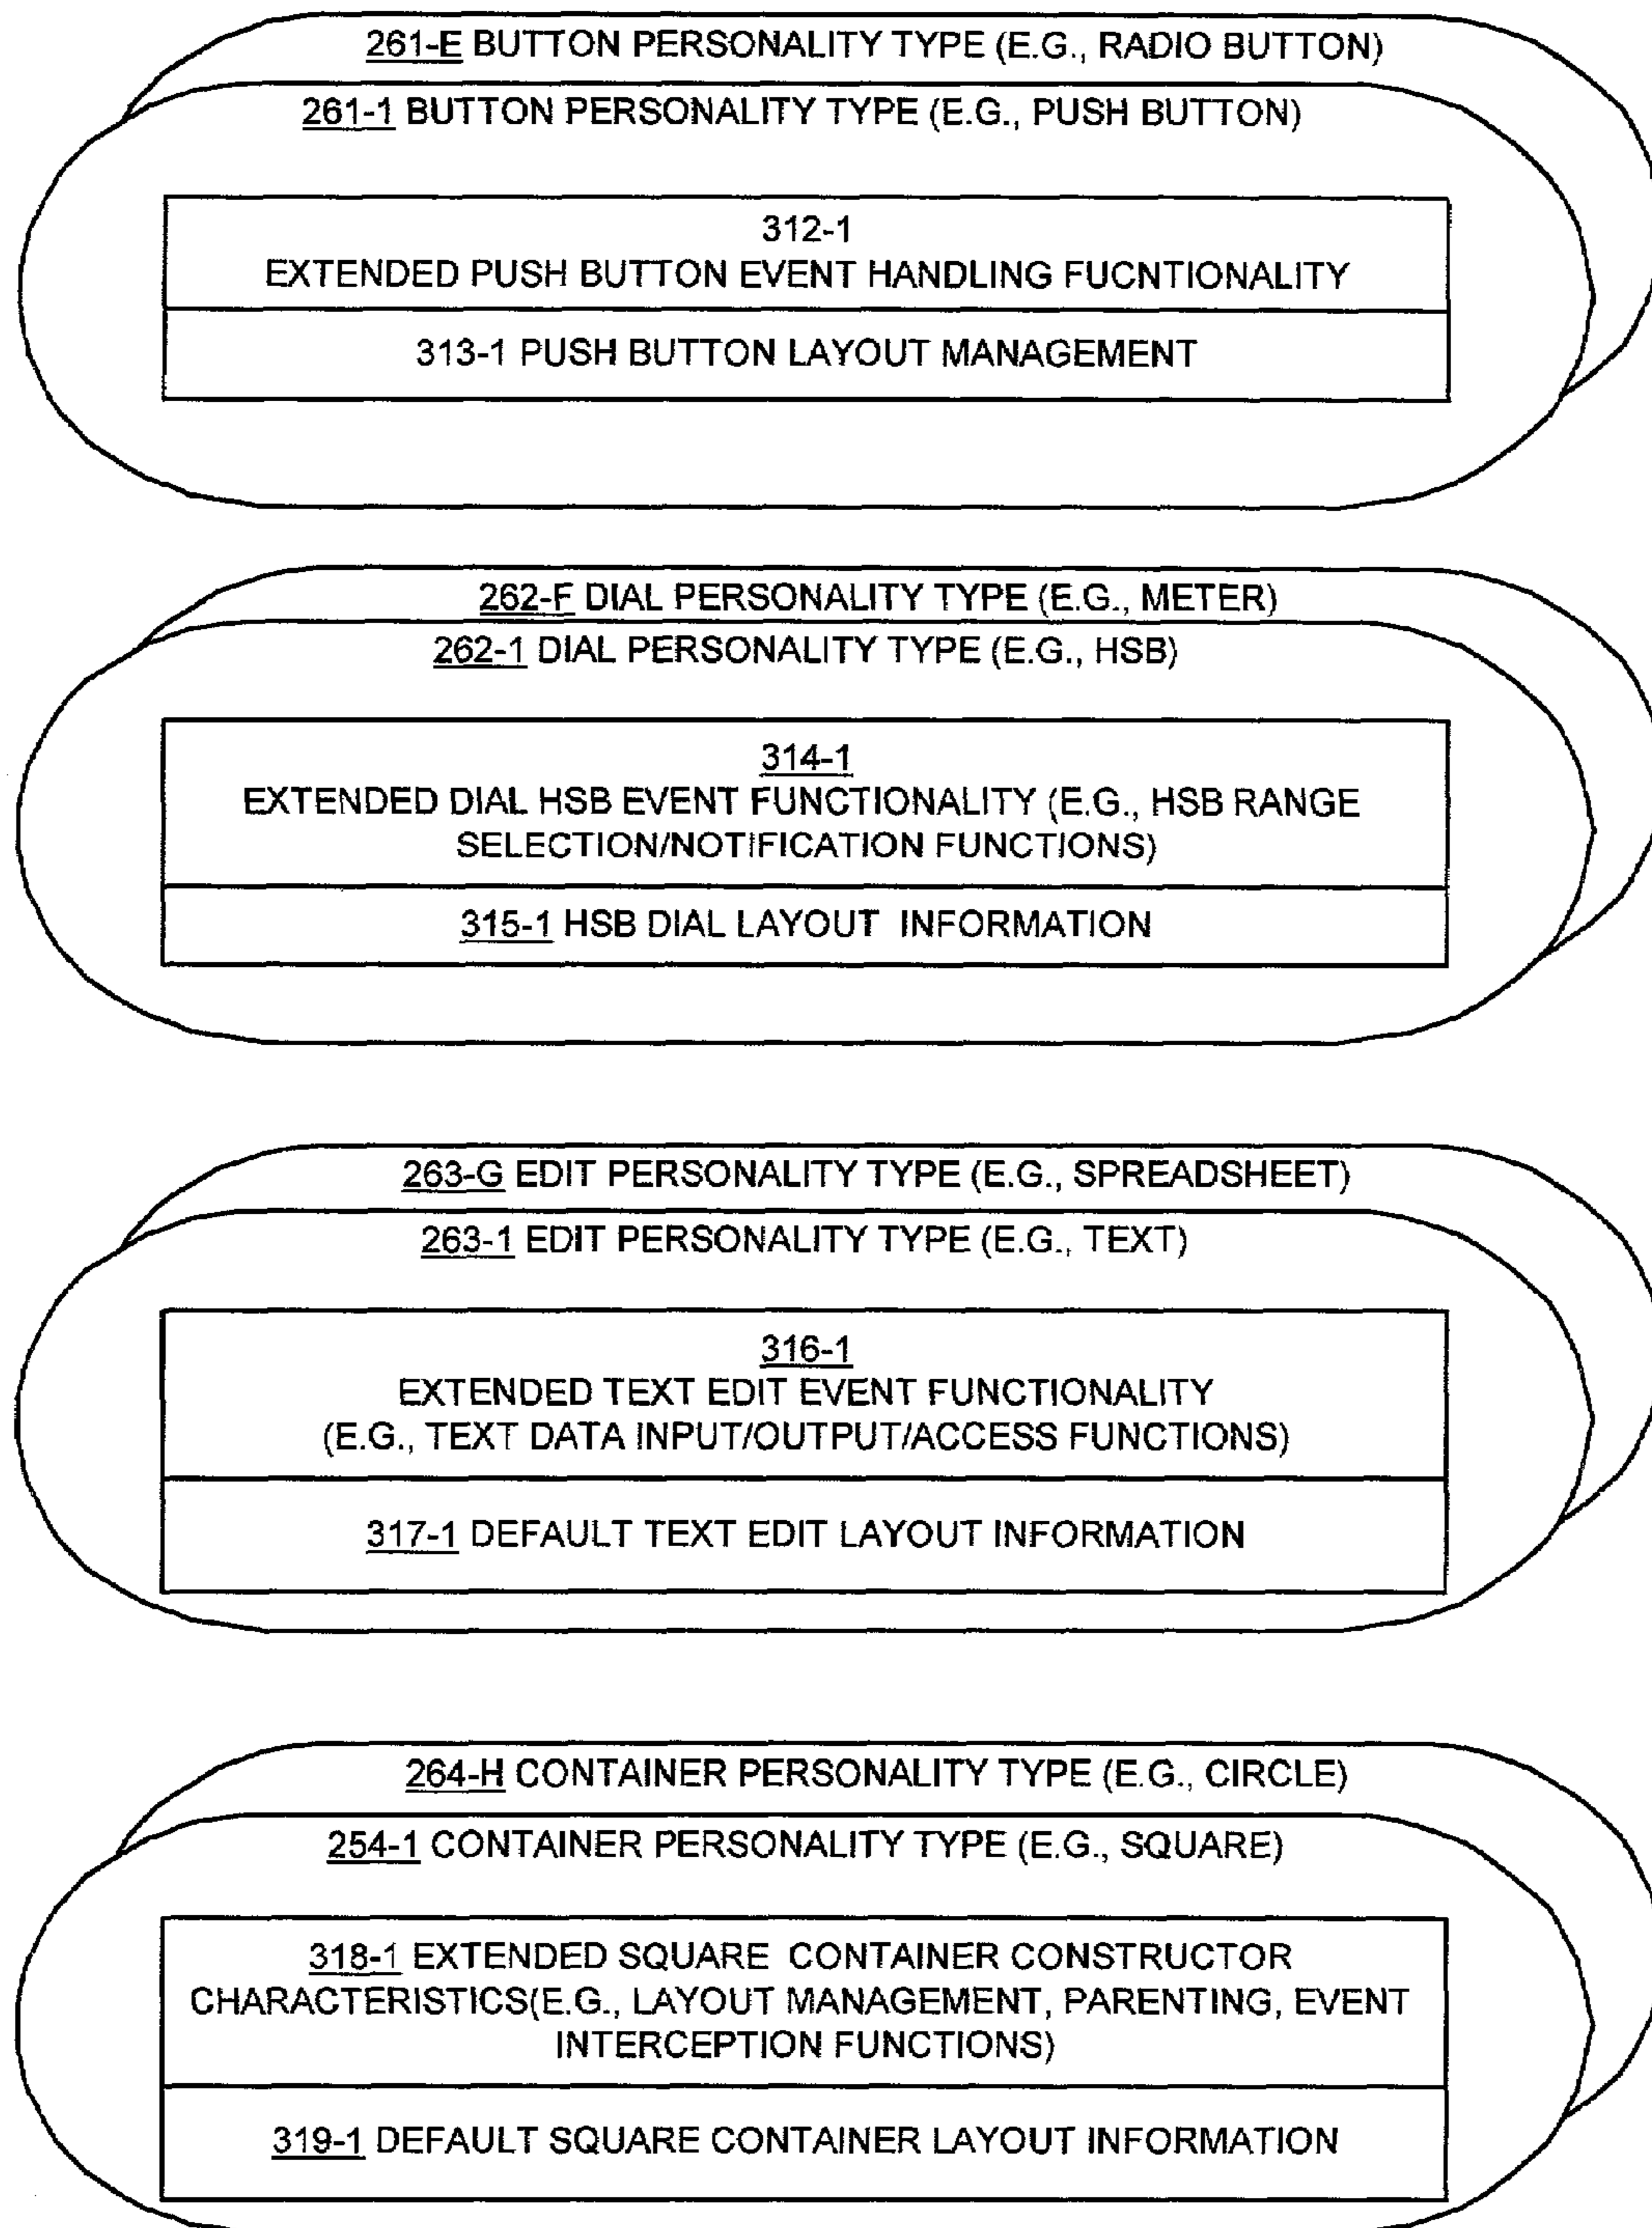 261-E BUTTON PERSONALITY TYPE (E.G., RADIO BUTTON)
261-1 BUTTON PERSONALITY TYPE (E.G., PUSH BUTTON)
312-1
EXTENDED PUSH BUTTON EVENT HANDLING FUCNTIONALITY
313-1 PUSH BUTTON LAYOUT MANAGEMENT
262-F DIAL PERSONALITY TYPE (E.G., METER)
262-1 DIAL PERSONALITY TYPE (E.G., HSB)
314-1
EXTENDED DIAL HSB EVENT FUNCTIONALITY (E.G., HSB RANGE
SELECTION/NOTIFICATION FUNCTIONS)
315-1 HSB DIAL LAYOUT INFORMATION
263-G EDIT PERSONALITY TYPE (E.G., SPREADSHEET)
263-1 EDIT PERSONALITY TYPE (E.G., TEXT)
316-1
EXTENDED TEXT EDIT EVENT FUNCTIONALITY
(E.G., TEXT DATA INPUT/OUTPUT/ACCESS FUNCTIONS)
317-1 DEFAULT TEXT EDIT LAYOUT INFORMATION
264-H CONTAINER PERSONALITY TYPE (E.G., CIRCLE)
254-1 CONTAINER PERSONALITY TYPE (E.G., SQUARE)
318-1 EXTENDED SQUARE CONTAINER CONSTRUCTOR
CHARACTERISTICS(E.G., LAYOUT MANAGEMENT, PARENTING, EVENT
INTERCEPTION FUNCTIONS)
319-1 DEFAULT SQUARE CONTAINER LAYOUT INFORMATION